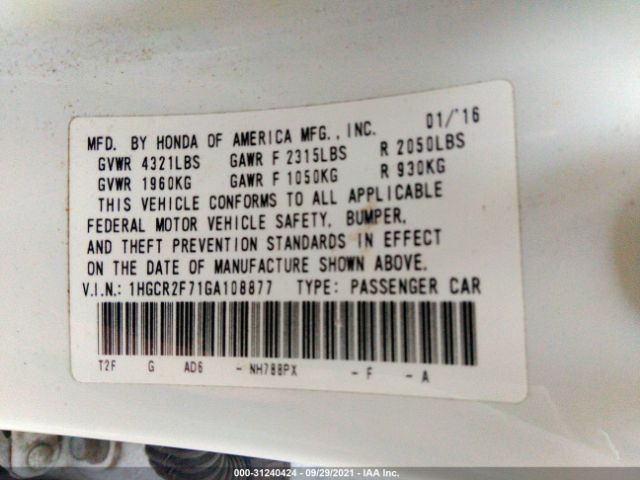 MFD. BY HONDA OF AMERICA MFG., INC. 01/'16
GVWR 4321LBS GAWR F 2315LBS R 2050LBS
GVWR 1960KG GAWR F 1050KG R 930KG
THIS VEHICLE CONFORMS TO ALL APPLICABLE
FEDERAL MOTOR VEHICLE SAFETY, BUMPER,
AND THEFT PREVENTION STANDARDS IN EFFECT
ON THE DATE OF MANUFACTURE SHOWN ABOVE.
V.I.N.: 1HGCR2F71GA108877 TYPE: PASSENGER CAR
T2F G AD6 - NH788PX - F - A
000-31240424 - 09/29/2021 - IAA Inc.